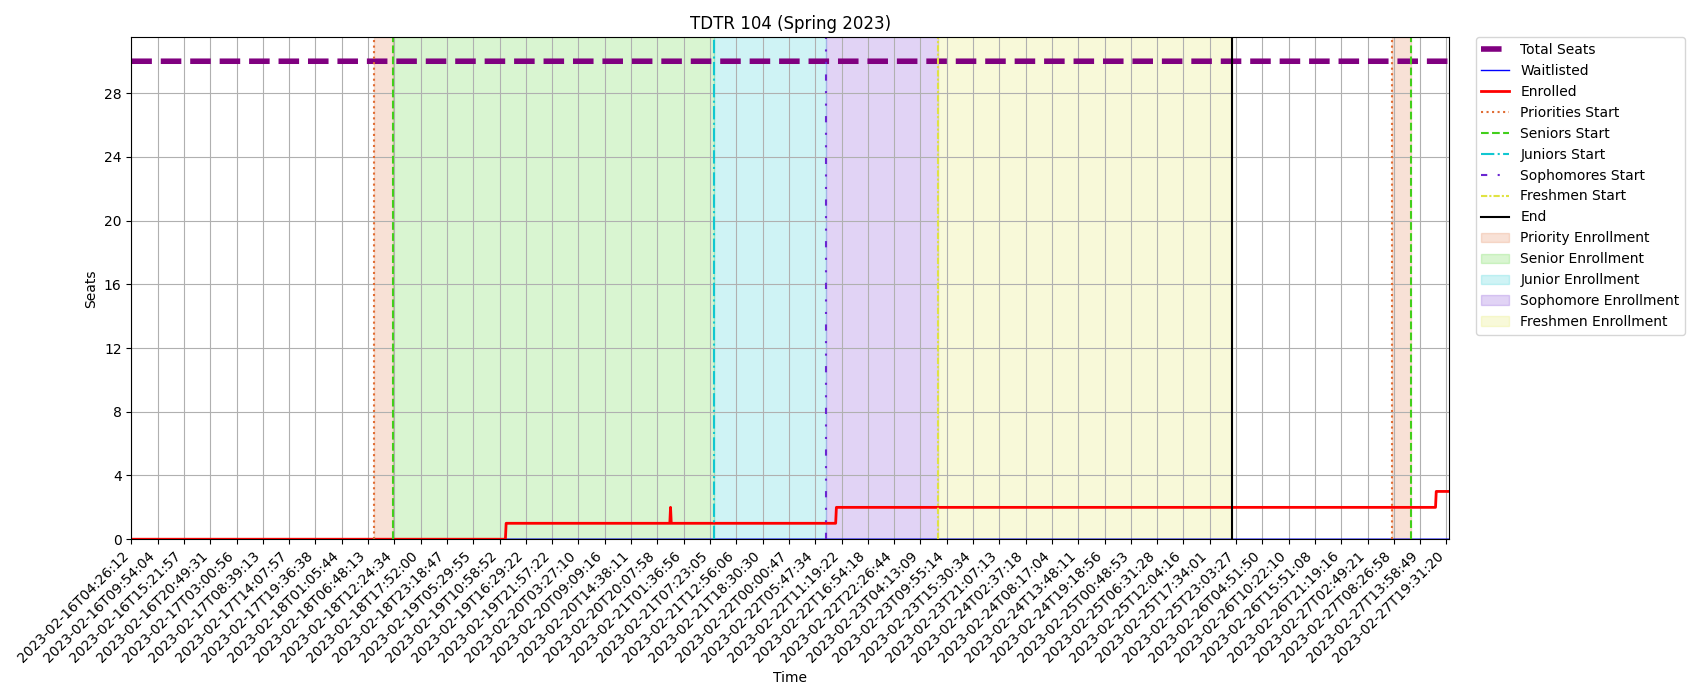 TDTR 104 (Spring 2023)
Seats
28
24
20
16
12
8
4
0
2023-02-16T04:26:12
2023-02-16T09:54:04
2023-02-16T15:21:57
2023-02-16T20:49:31
2023-02-17T03:00:56
2023-02-17T08:39:13
2023-02-17T14:07:57
2023-02-17T19:36:38
2023-02-18T01:05:44
2023-02-18T06:48:13
2023-02-18T12:24:34
2023-02-18T17:52:00
2023-02-18T23:18:47
2023-02-19T05:29:55
2023-02-19T10:58:52
2023-02-19T16:29:22
2023-02-19T21:57:22
2023-02-20T03:27:10
2023-02-20T09:09:16
2023-02-20T14:38:11
2023-02-20T20:07:58
2023-02-21T01:36:56
2023-02-21T07:23:05
2023-02-21T12:56:06
2023-02-21T18:30:30
2023-02-22T00:00:47
2023-02-22T05:47:34
2023-02-22T11:19:22
2023-02-22T16:54:18
2023-02-22T22:26:44
2023-02-23T04:13:09
2023-02-23T09:55:14
2023-02-23T15:30:34
2023-02-23T21:07:13
2023-02-24T02:37:18
2023-02-24T08:17:04
2023-02-24T13:48:11
2023-02-24T19:18:56
2023-02-25T00:48:53
2023-02-25T06:31:28
2023-02-25T12:04:16
2023-02-25T17:34:01
2023-02-25T23:03:27
2023-02-26T04:51:50
2023-02-26T10:22:10
2023-02-26T15:51:08
2023-02-26T21:19:16
2023-02-27T02:49:21
2023-02-27T08:26:58
2023-02-27T13:58:49
2023-02-27T19:31:20
Time
Total Seats
Waitlisted
Enrolled
Priorities Start
Seniors Start
Juniors Start
Sophomores Start
Freshmen Start
End
Priority Enrollment
Senior Enrollment
Junior Enrollment
Sophomore Enrollment
Freshmen Enrollment